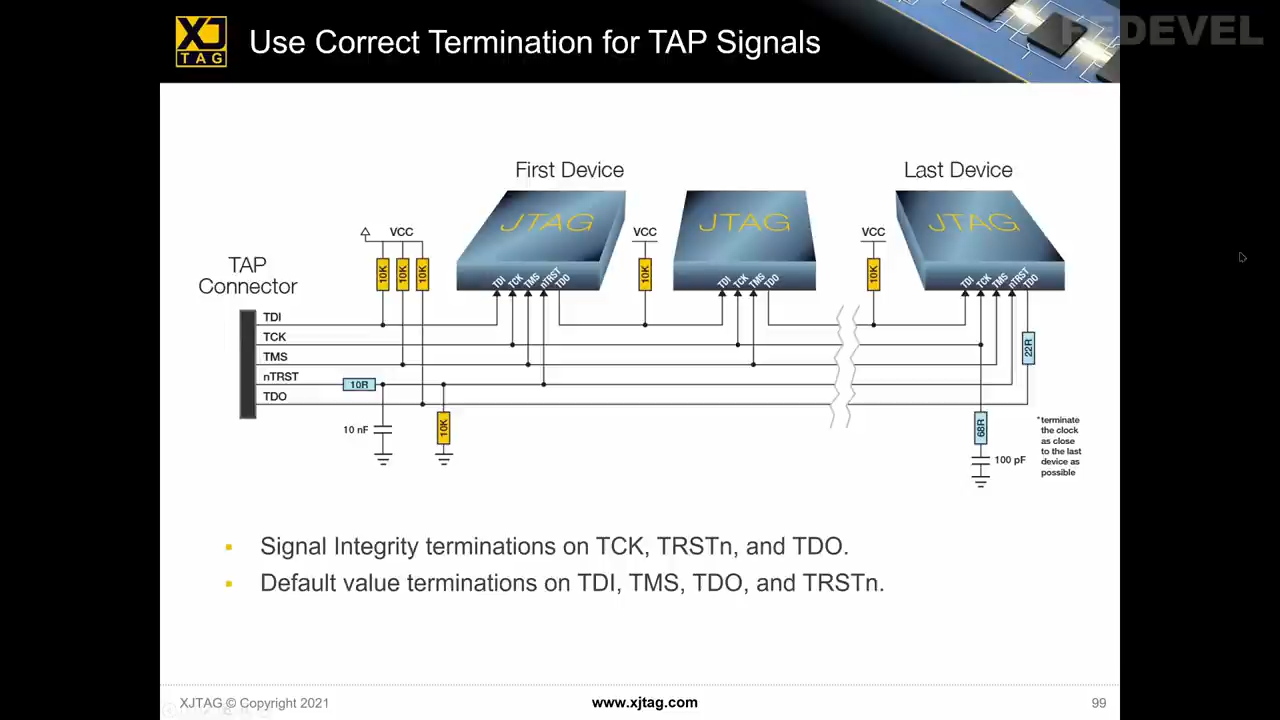 XJ
TAG
Use Correct Termination for TAP Signals
FEDEVEL
First Device
Last Device
JTAG
JTAG
JTAG
VCC
VCC
VCC
TAP
Connector
10K
10K
10K
10K
10K
TDI
TCK
TMS
nTRST
TDO
TDI
TCK
TMS
TDO
TDI
TCK
TMS
nTRST
TDO
TDI
TCK
TMS
nTRST
TDO
10R
22R
10 nF
10K
68R
100 pF
*terminate
the clock
as close
to the last
device as
possible
Signal Integrity terminations on TCK, TRSTn, and TDO.
Default value terminations on TDI, TMS, TDO, and TRSTn.
XJTAG © Copyright 2021
www.xjtag.com
99